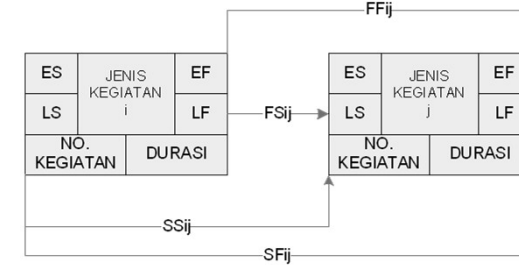 FFij
ES
JENIS
KEGIATAN
i
EF
LS
LF
NO.
KEGIATAN
DURASI
FSij
ES
JENIS
KEGIATAN
j
EF
LS
LF
NO.
KEGIATAN
DURASI
SSij
SFij